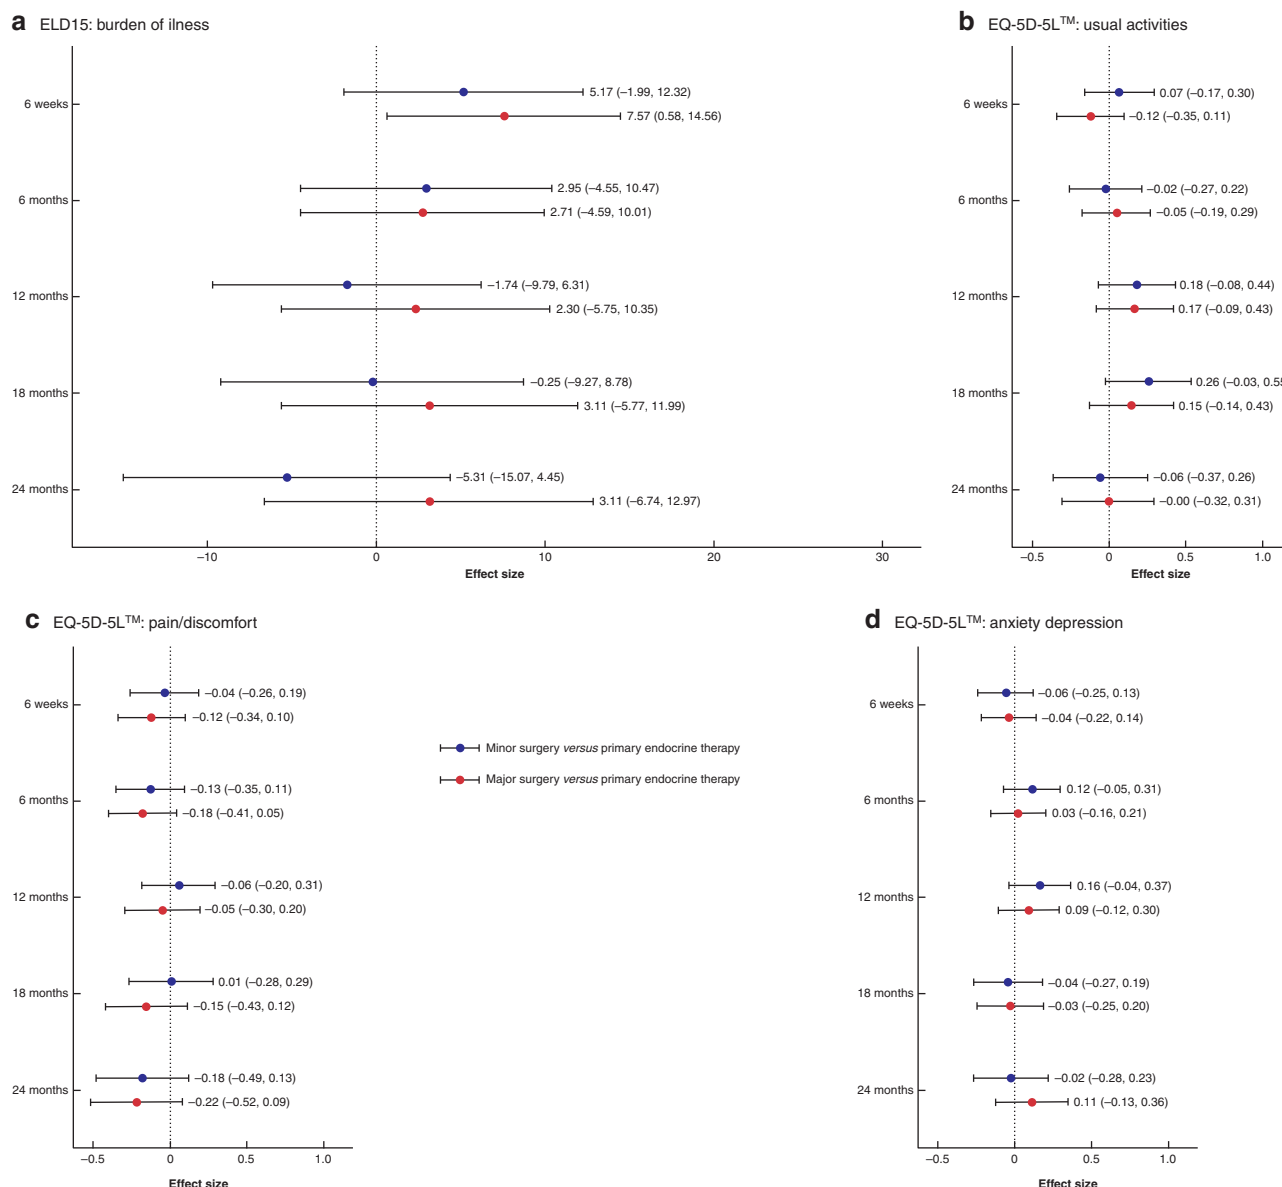 a ELD15: burden of ilness
6 weeks
5.17 (−1.99, 12.32)
7.57 (0.58, 14.56)
6 months
2.95 (−4.55, 10.47)
2.71 (−4.59, 10.01)
12 months
−1.74 (−9.79, 6.31)
2.30 (−5.75, 10.35)
18 months
−0.25 (−9.27, 8.78)
3.11 (−5.77, 11.99)
24 months
−5.31 (−15.07, 4.45)
3.11 (−6.74, 12.97)
−10 0 10 20 30
Effect size
b EQ-5D-5L™: usual activities
6 weeks
0.07 (−0.17, 0.30)
−0.12 (−0.35, 0.11)
6 months
−0.02 (−0.27, 0.22)
−0.05 (−0.19, 0.29)
12 months
0.18 (−0.08, 0.44)
0.17 (−0.09, 0.43)
18 months
0.26 (−0.03, 0.55
0.15 (−0.14, 0.43)
24 months
−0.06 (−0.37, 0.26)
−0.00 (−0.32, 0.31)
−0.5 0 0.5 1.0
Effect size
c EQ-5D-5L™: pain/discomfort
6 weeks
−0.04 (−0.26, 0.19)
−0.12 (−0.34, 0.10)
6 months
−0.13 (−0.35, 0.11)
−0.18 (−0.41, 0.05)
12 months
−0.06 (−0.20, 0.31)
−0.05 (−0.30, 0.20)
18 months
0.01 (−0.28, 0.29)
−0.15 (−0.43, 0.12)
24 months
−0.18 (−0.49, 0.13)
−0.22 (−0.52, 0.09)
−0.5 0 0.5 1.0
Effect size
Minor surgery versus primary endocrine therapy
Major surgery versus primary endocrine therapy
d EQ-5D-5L™: anxiety depression
6 weeks
−0.06 (−0.25, 0.13)
−0.04 (−0.22, 0.14)
6 months
0.12 (−0.05, 0.31)
0.03 (−0.16, 0.21)
12 months
0.16 (−0.04, 0.37)
0.09 (−0.12, 0.30)
18 months
−0.04 (−0.27, 0.19)
−0.03 (−0.25, 0.20)
24 months
−0.02 (−0.28, 0.23)
0.11 (−0.13, 0.36)
−0.5 0 0.5 1.0
Effect size